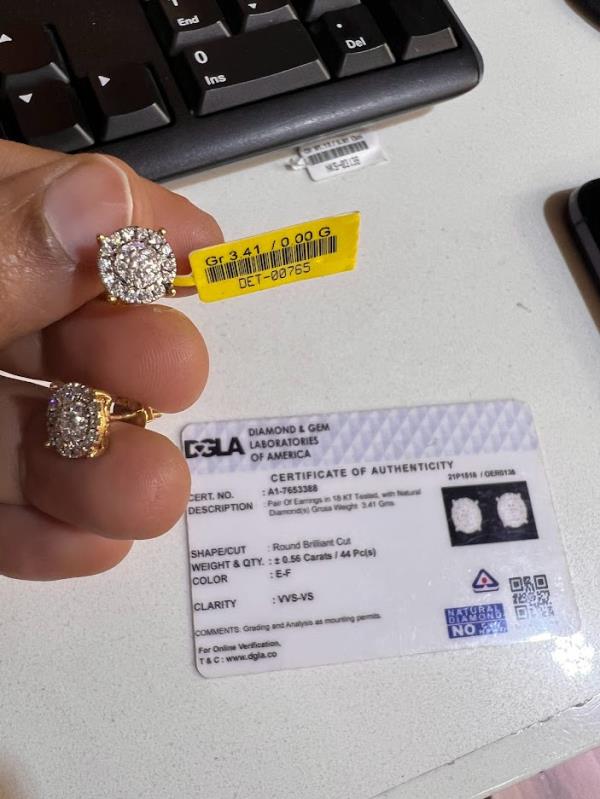 End
Del
0
Ins
Gr 3.41 / 0.00 G
DET-00765
DGLA
DIAMOND & GEM
LABORATORIES
OF AMERICA
CERTIFICATE OF AUTHENTICITY
21P1518 / OER0136
CERT. NO. : A1-7653388
DESCRIPTION : Pair Of Earrings in 18 KT Tested, with Natural
Diamond(s) Gross Weight 3.41 Gms
SHAPE/CUT : Round Brilliant Cut
WEIGHT & QTY. : ± 0.56 Carats / 44 Pc(s)
COLOR : E-F
CLARITY : VVS-VS
NATURAL
DIAMOND
NO
COMMENTS: Grading and Analysis as mounting permits.
For Online Verification,
T & C : www.dgla.co